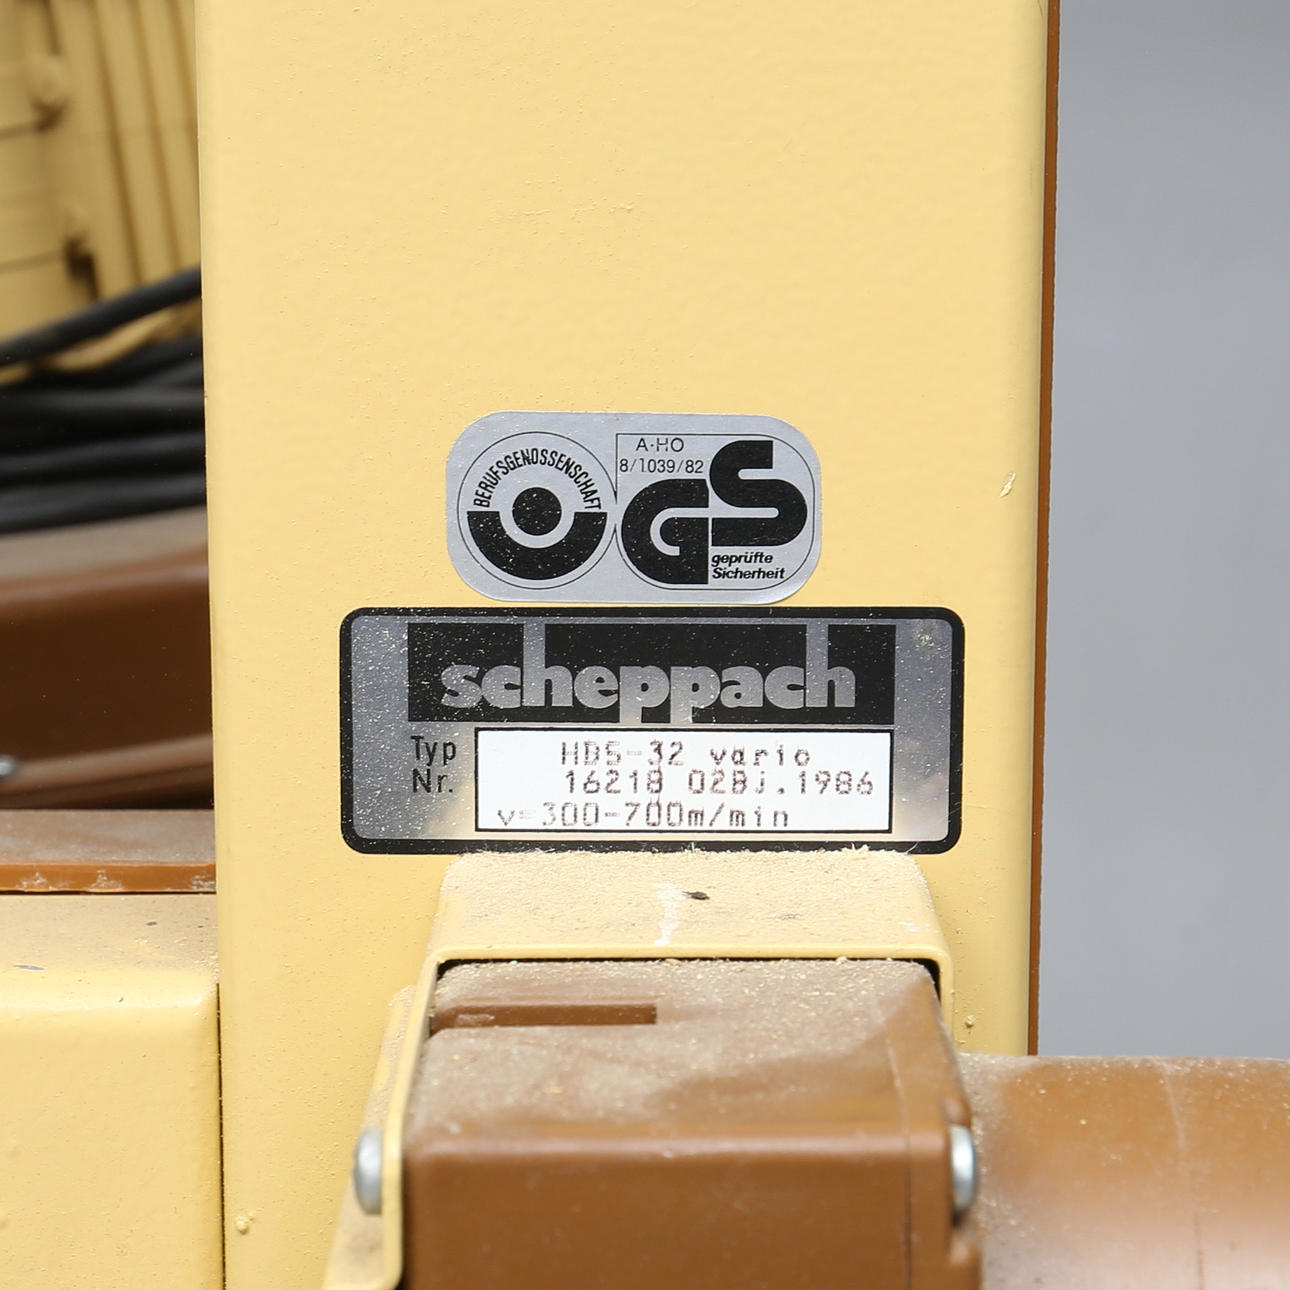 BERUFSGENOSSENSCHAFT
A-HO
8/1039/82
GS
geprüfte
Sicherheit
scheppach
Typ HBS-32 vario
Nr. 16218 02Bj.1986
v=300-700m/min